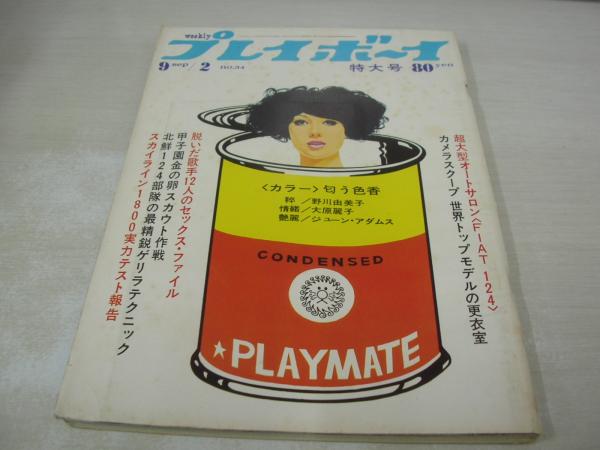 weekly
プレイボーイ
9 sep/2 no.34
特大号 80yen
超大型オートサロン〈FIAT 124〉
カメラスクープ 世界トップモデルの更衣室
〈カラー〉匂う色香
粋/野川由美子
情緒/大原麗子
艶麗/ジューン・アダムス
脱いだ歌手12人のセックス・ファイル
甲子園金の卵スカウト作戦
北鮮124部隊の最精鋭ゲリラテクニック
スカイライン1800実力テスト報告
CONDENSED
★PLAYMATE